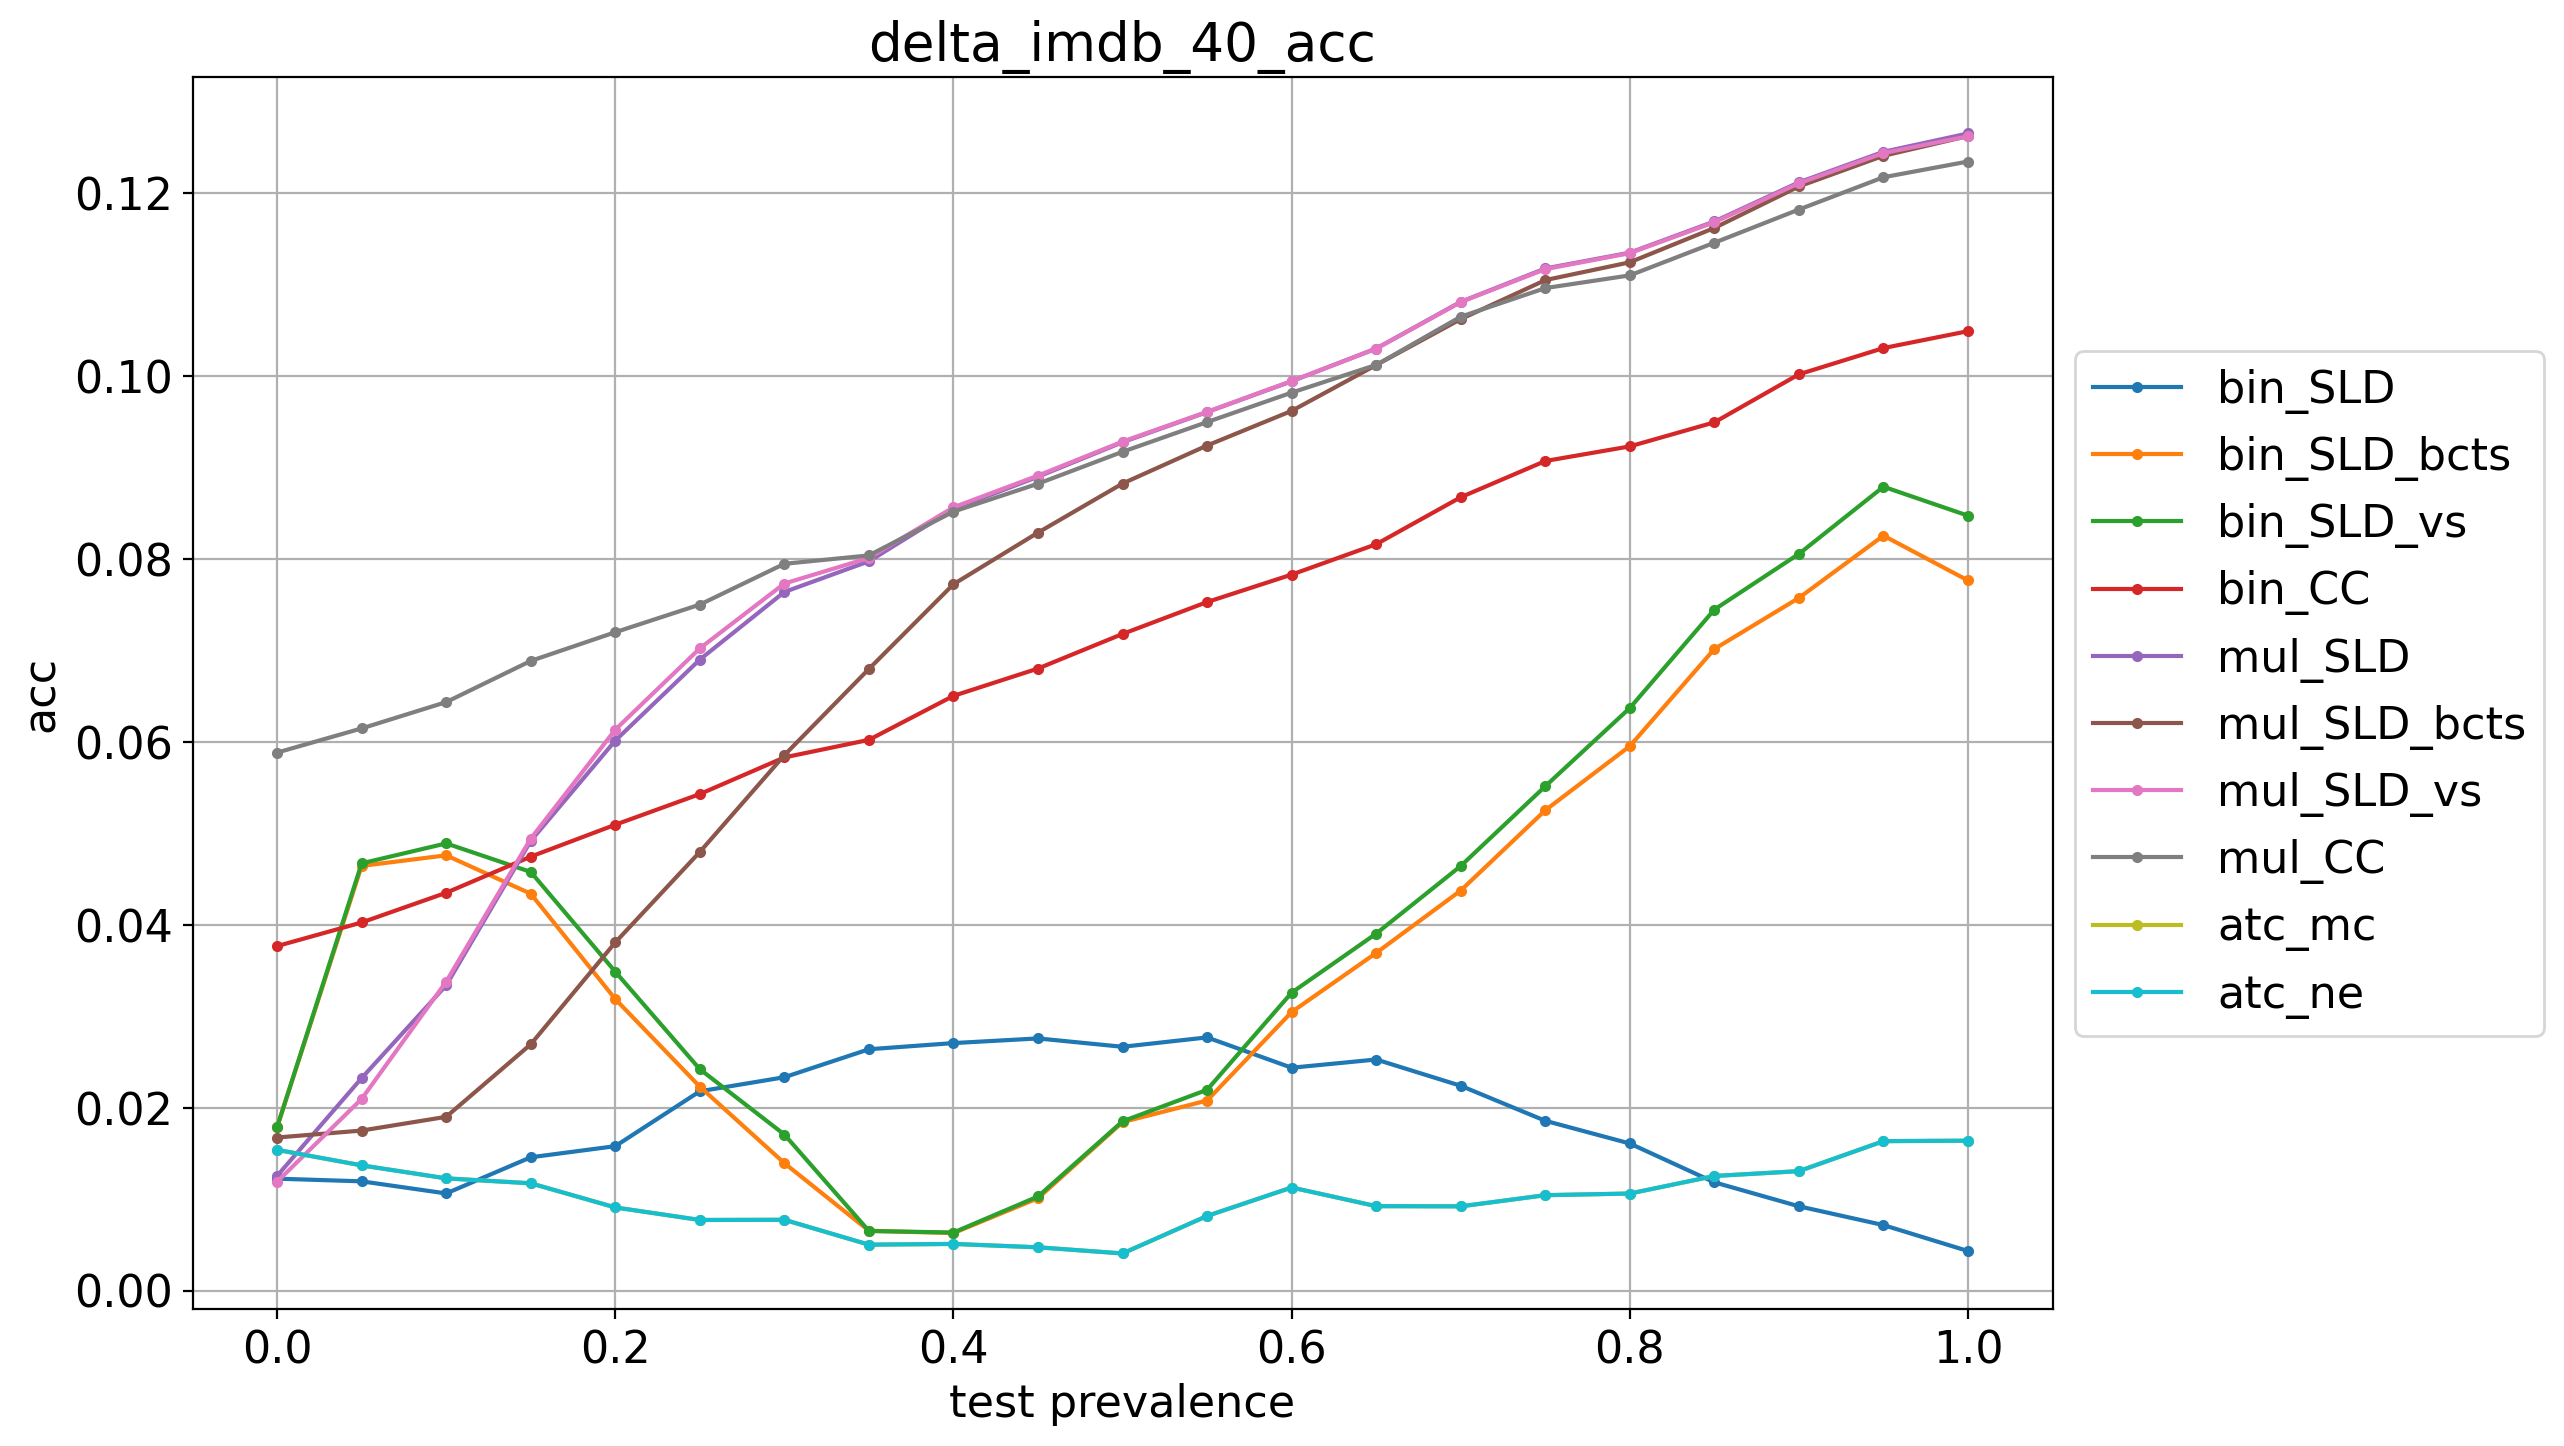 delta_imdb_40_acc
acc
0.12
0.10
0.08
0.06
0.04
0.02
0.00
0.0 0.2 0.4 0.6 0.8 1.0
test prevalence
bin_SLD
bin_SLD_bcts
bin_SLD_vs
bin_CC
mul_SLD
mul_SLD_bcts
mul_SLD_vs
mul_CC
atc_mc
atc_ne